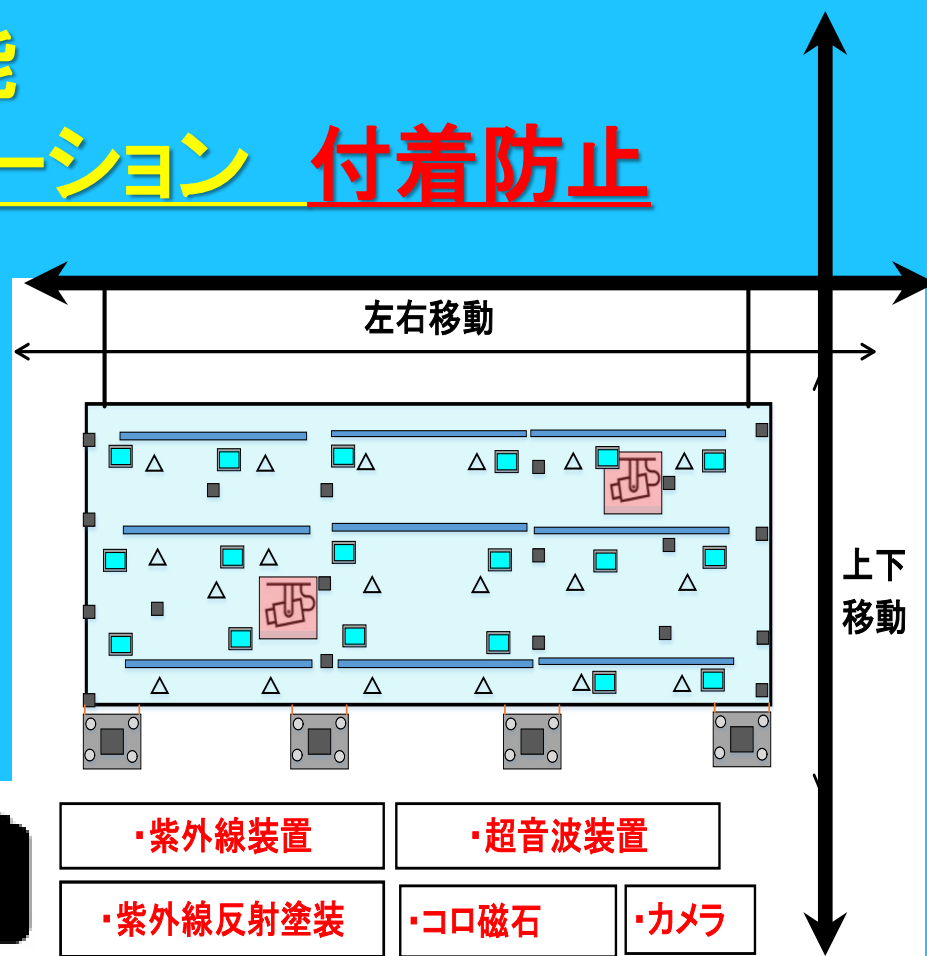 能
ーション 付着防止
左右移動
上下
移動
・紫外線装置
・超音波装置
・紫外線反射塗装
・コロ磁石
・カメラ